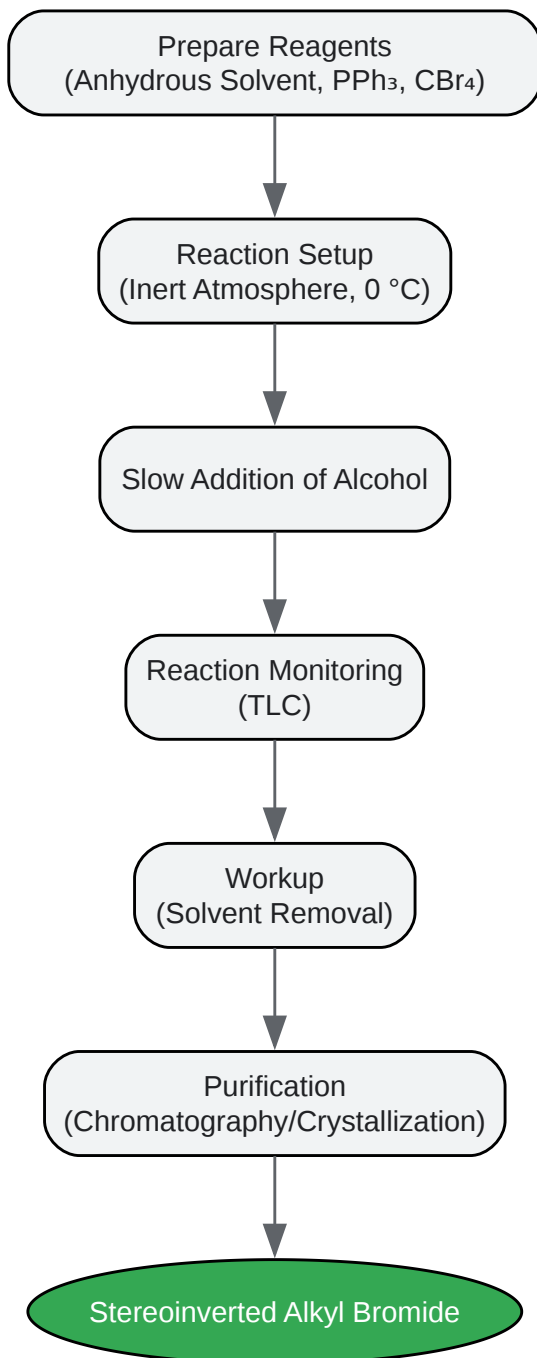 Prepare Reagents
(Anhydrous Solvent, PPh₃, CBr₄)
Reaction Setup
(Inert Atmosphere, 0 °C)
Slow Addition of Alcohol
Reaction Monitoring
(TLC)
Workup
(Solvent Removal)
Purification
(Chromatography/Crystallization)
Stereoinverted Alkyl Bromide